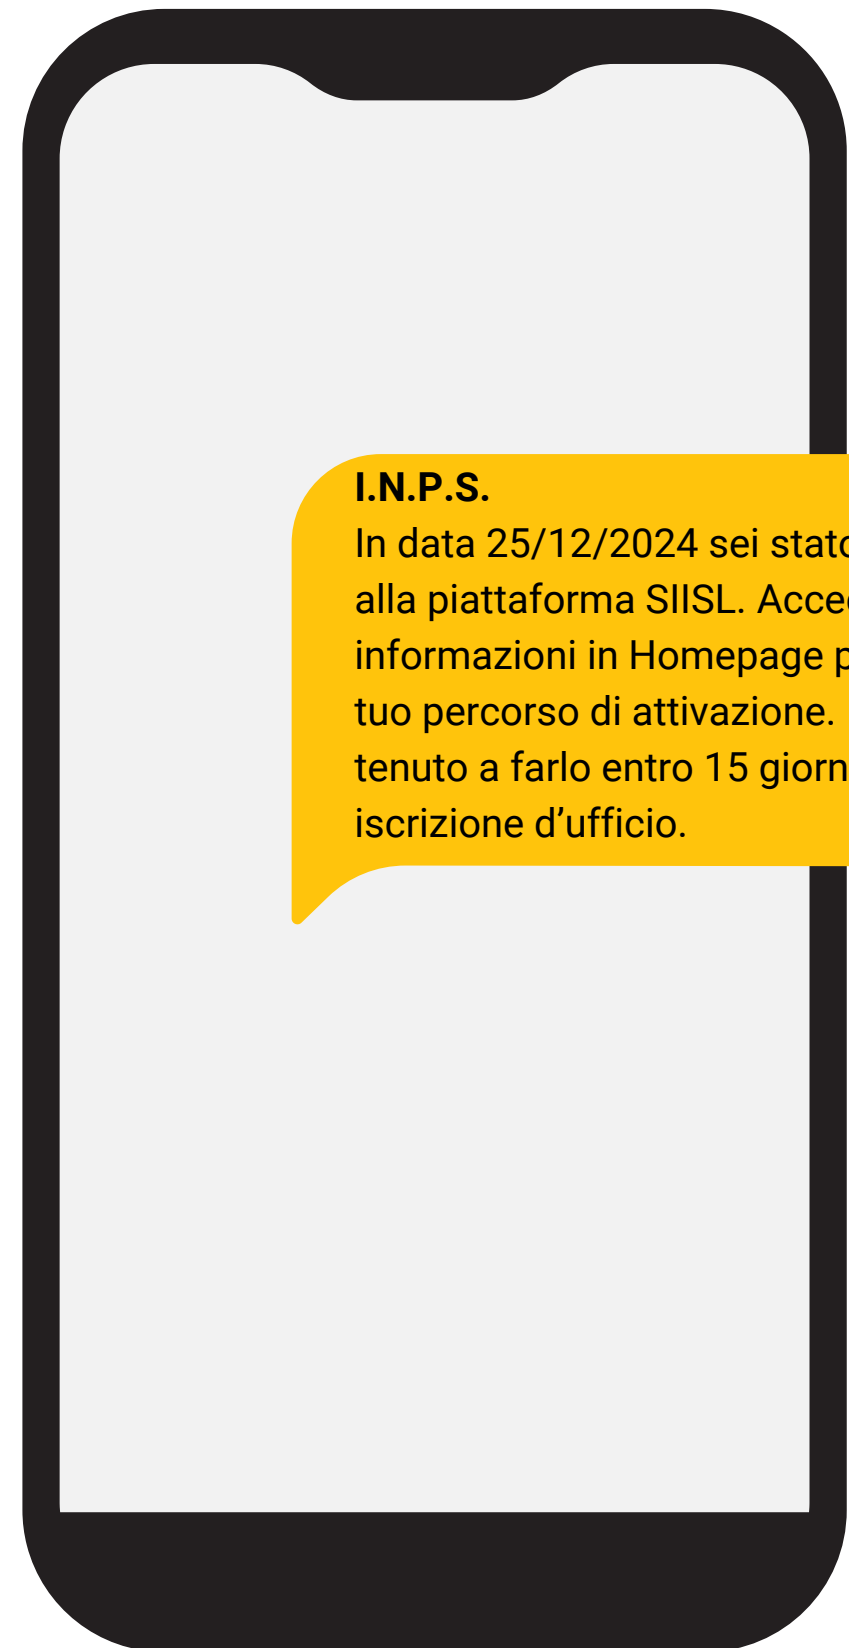 I.N.P.S.
In data 25/12/2024 sei stato
alla piattaforma SIISL.
informazioni in Homepage
tuo percorso di attivazione.
tenuto a farlo entro 15
iscrizione d’ufficio.